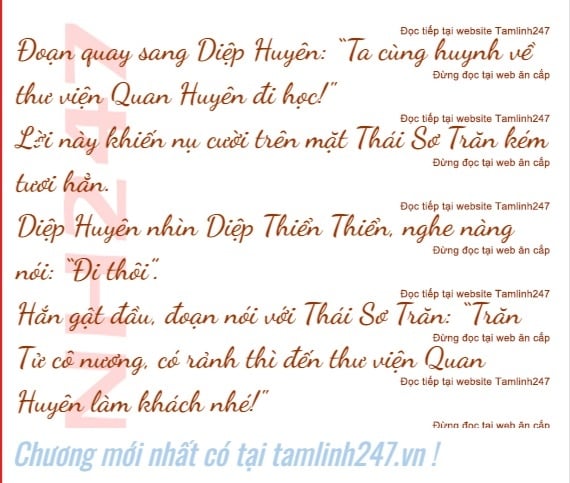 Đọc tiếp tại website Tamlinh247
Đoạn quay sang Diệp Huyên: "Ta cùng huynh về
Đừng đọc tại web ăn cắp
thư viện Quan Huyên đi học!"
Đọc tiếp tại website Tamlinh247
Lời này khiến nụ cười trên mặt Thái Sơ Trăn kém
Đừng đọc tại web ăn cắp
tươi hẳn.
Đọc tiếp tại website Tamlinh247
Diệp Huyên nhìn Diệp Thiển Thiển, nghe nàng
Đừng đọc tại web ăn cắp
nói: "Đi thôi".
Đọc tiếp tại website Tamlinh247
Hắn gật đầu, đoạn nói với Thái Sơ Trăn: "Trăn
Đừng đọc tại web ăn cắp
Tử cô nương, có rảnh thì đến thư viện Quan
Đọc tiếp tại website Tamlinh247
Huyên làm khách nhé!"
Đừng đọc tại web ăn cắp
NH247
Chương mới nhất có tại tamlinh247.vn !